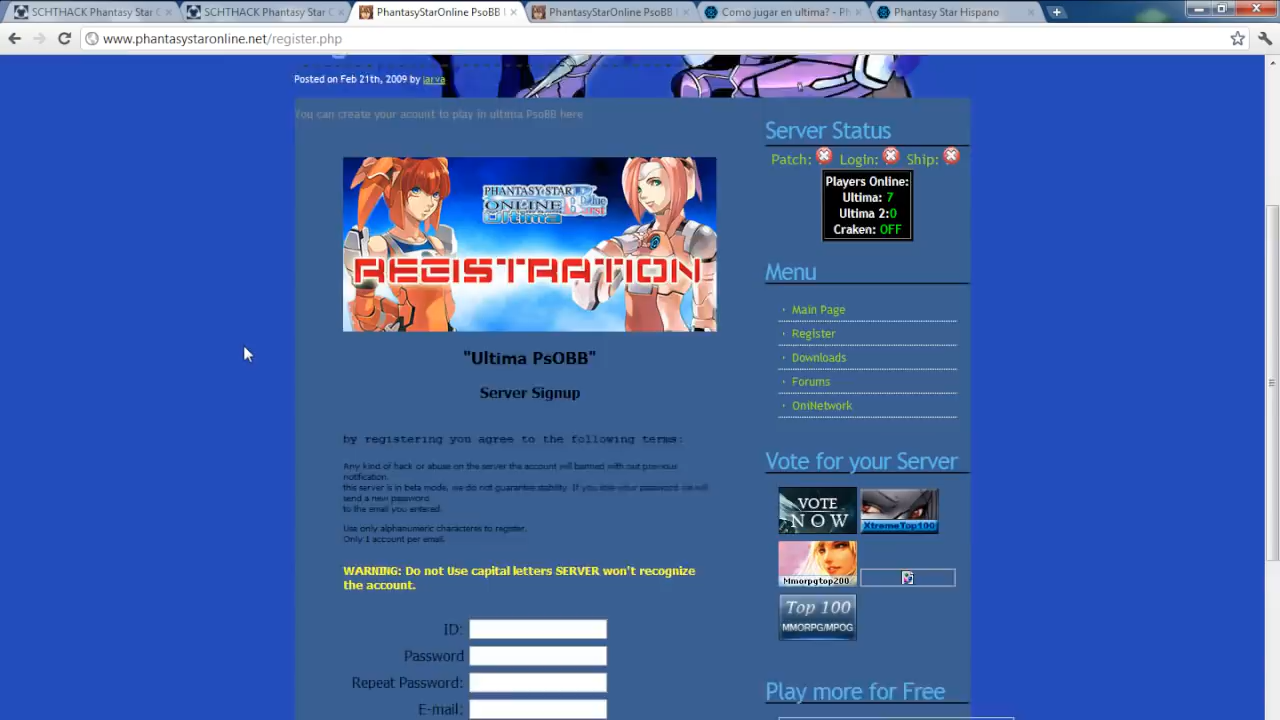 SCHTHACK Phantasy Star C
SCHTHACK Phantasy Star C
PhantasyStarOnline PsoBB
PhantasyStarOnline PsoBB
Como jugar en ultima? - Ph
Phantasy Star Hispano
www.phantasystaronline.net/register.php
Posted on Feb 21th, 2009 by jarva
You can create your acount to play in ultima PsoBB here
PHANTASY STAR
ONLINE
Ultima
REGISTRATION
"Ultima PsOBB"
Server Signup
by registering you agree to the following terms:
Any kind of hack or abuse on the server the account will banned with out previous
notification.
this server is in beta mode, we do not guarantee stability. If you lose your password we will
send a new password
to the email you entered.
Use only alphanumeric characters to register.
Only 1 account per email.
WARNING: Do not Use capital letters SERVER won't recognize
the account.
ID:
Password
Repeat Password:
E-mail:
Server Status
Patch: Login: Ship:
Players Online:
Ultima: 7
Ultima 2:0
Craken: OFF
Menu
Main Page
Register
Downloads
Forums
OniNetwork
Vote for your Server
VOTE
NOW
XtremeTop100
Mmorpgtop200
Top 100
MMORPG/MPOG
Play more for Free